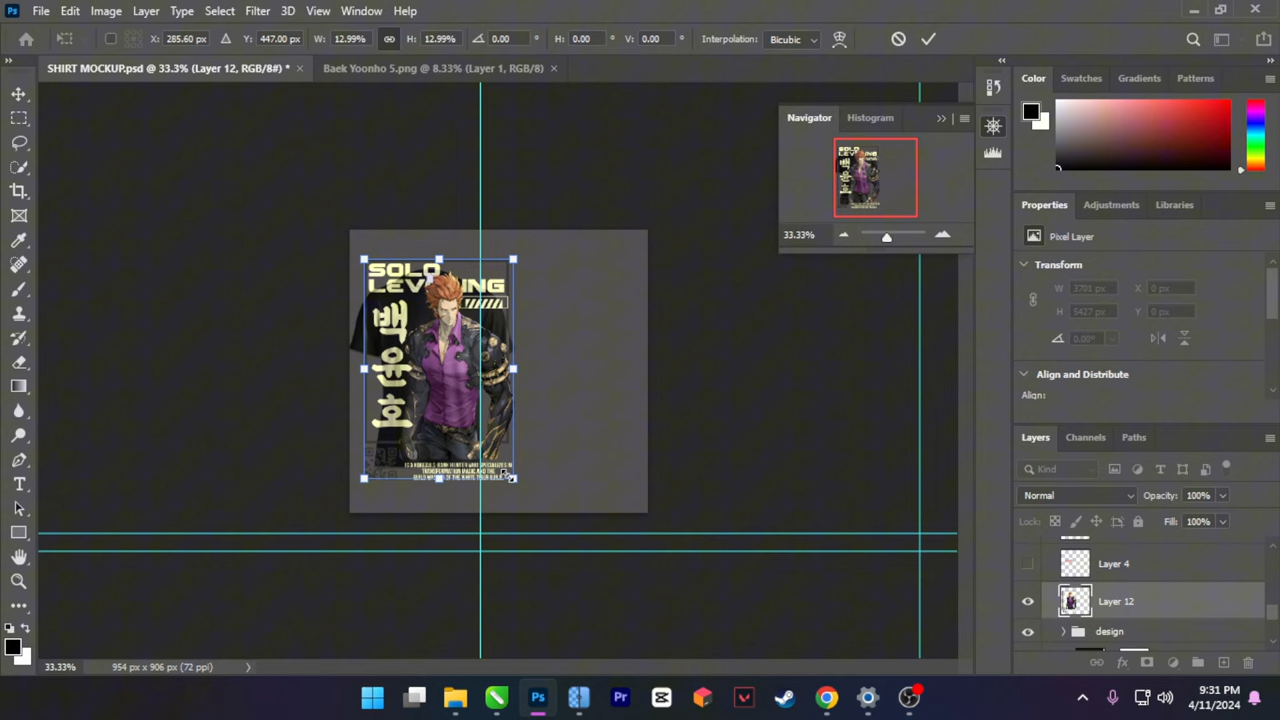 File Edit Image Layer Type Select Filter 3D View Window Help
X: 285.60 px Y: 447.00 px W: 12.99% H: 12.99% 0.00 ° H: 0.00 ° V: 0.00 ° Interpolation: Bicubic
SHIRT MOCKUP.psd @ 33.3% (Layer 12, RGB/8#) * × Baek Yoonho 5.png @ 8.33% (Layer 1, RGB/8) ×
Color Swatches Gradients Patterns
Navigator Histogram
33.33%
Properties Adjustments Libraries
Pixel Layer
Transform
W 3701 px X 0 px
H 5427 px Y 0 px
0.00°
Align and Distribute
Align:
SOLO
LEVELING
백
윤
호
TRANSFORMATION MAGIC AND THE
Layers Channels Paths
Kind
Normal Opacity: 100%
Lock: Fill: 100%
Layer 4
Layer 12
design
33.33% 954 px x 906 px (72 ppi)
Ps Pr
9:31 PM
4/11/2024